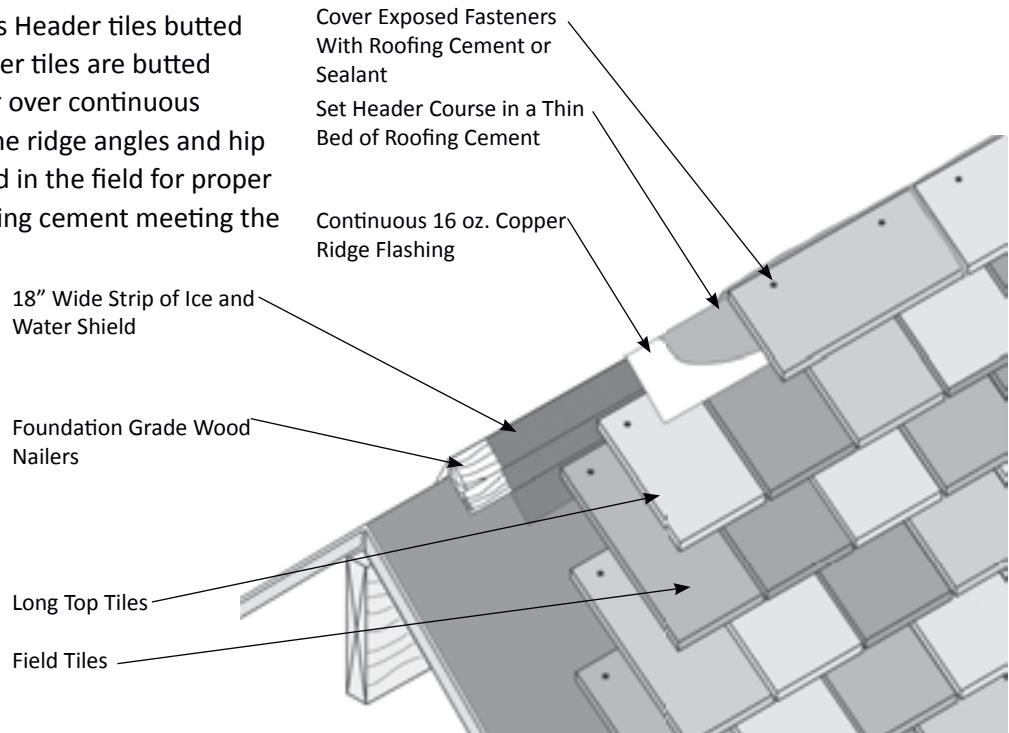 s Header tiles butted
er tiles are butted
r over continuous
ne ridge angles and hip
d in the field for proper
ing cement meeting the
Cover Exposed Fasteners
With Roofing Cement or
Sealant
Set Header Course in a Thin
Bed of Roofing Cement
Continuous 16 oz. Copper
Ridge Flashing
18” Wide Strip of Ice and
Water Shield
Foundation Grade Wood
Nailers
Long Top Tiles
Field Tiles